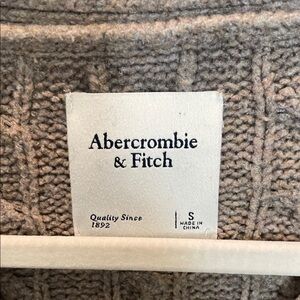 Abercrombie
& Fitch
Quality Since
1892
S
MADE IN
CHINA